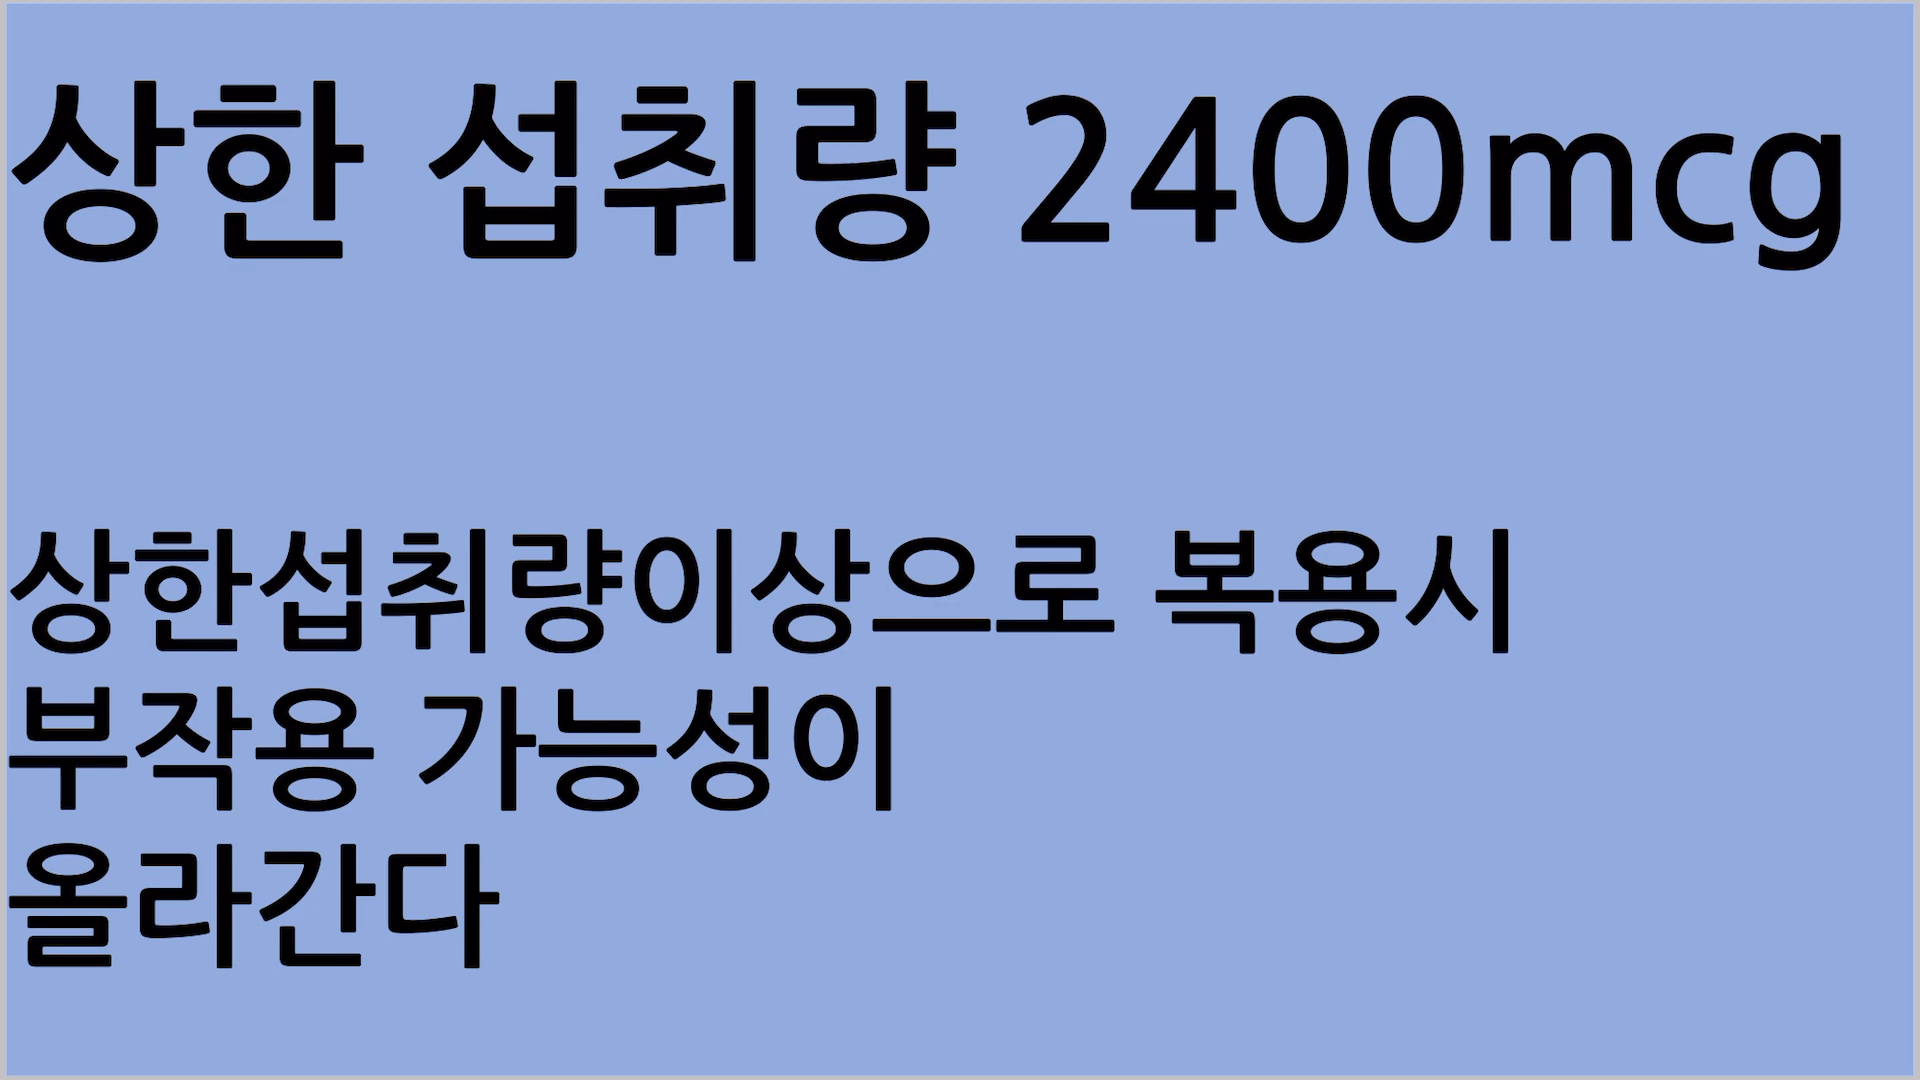 상한 섭취량 2400mcg
상한섭취량이상으로 복용시
부작용 가능성이
올라간다